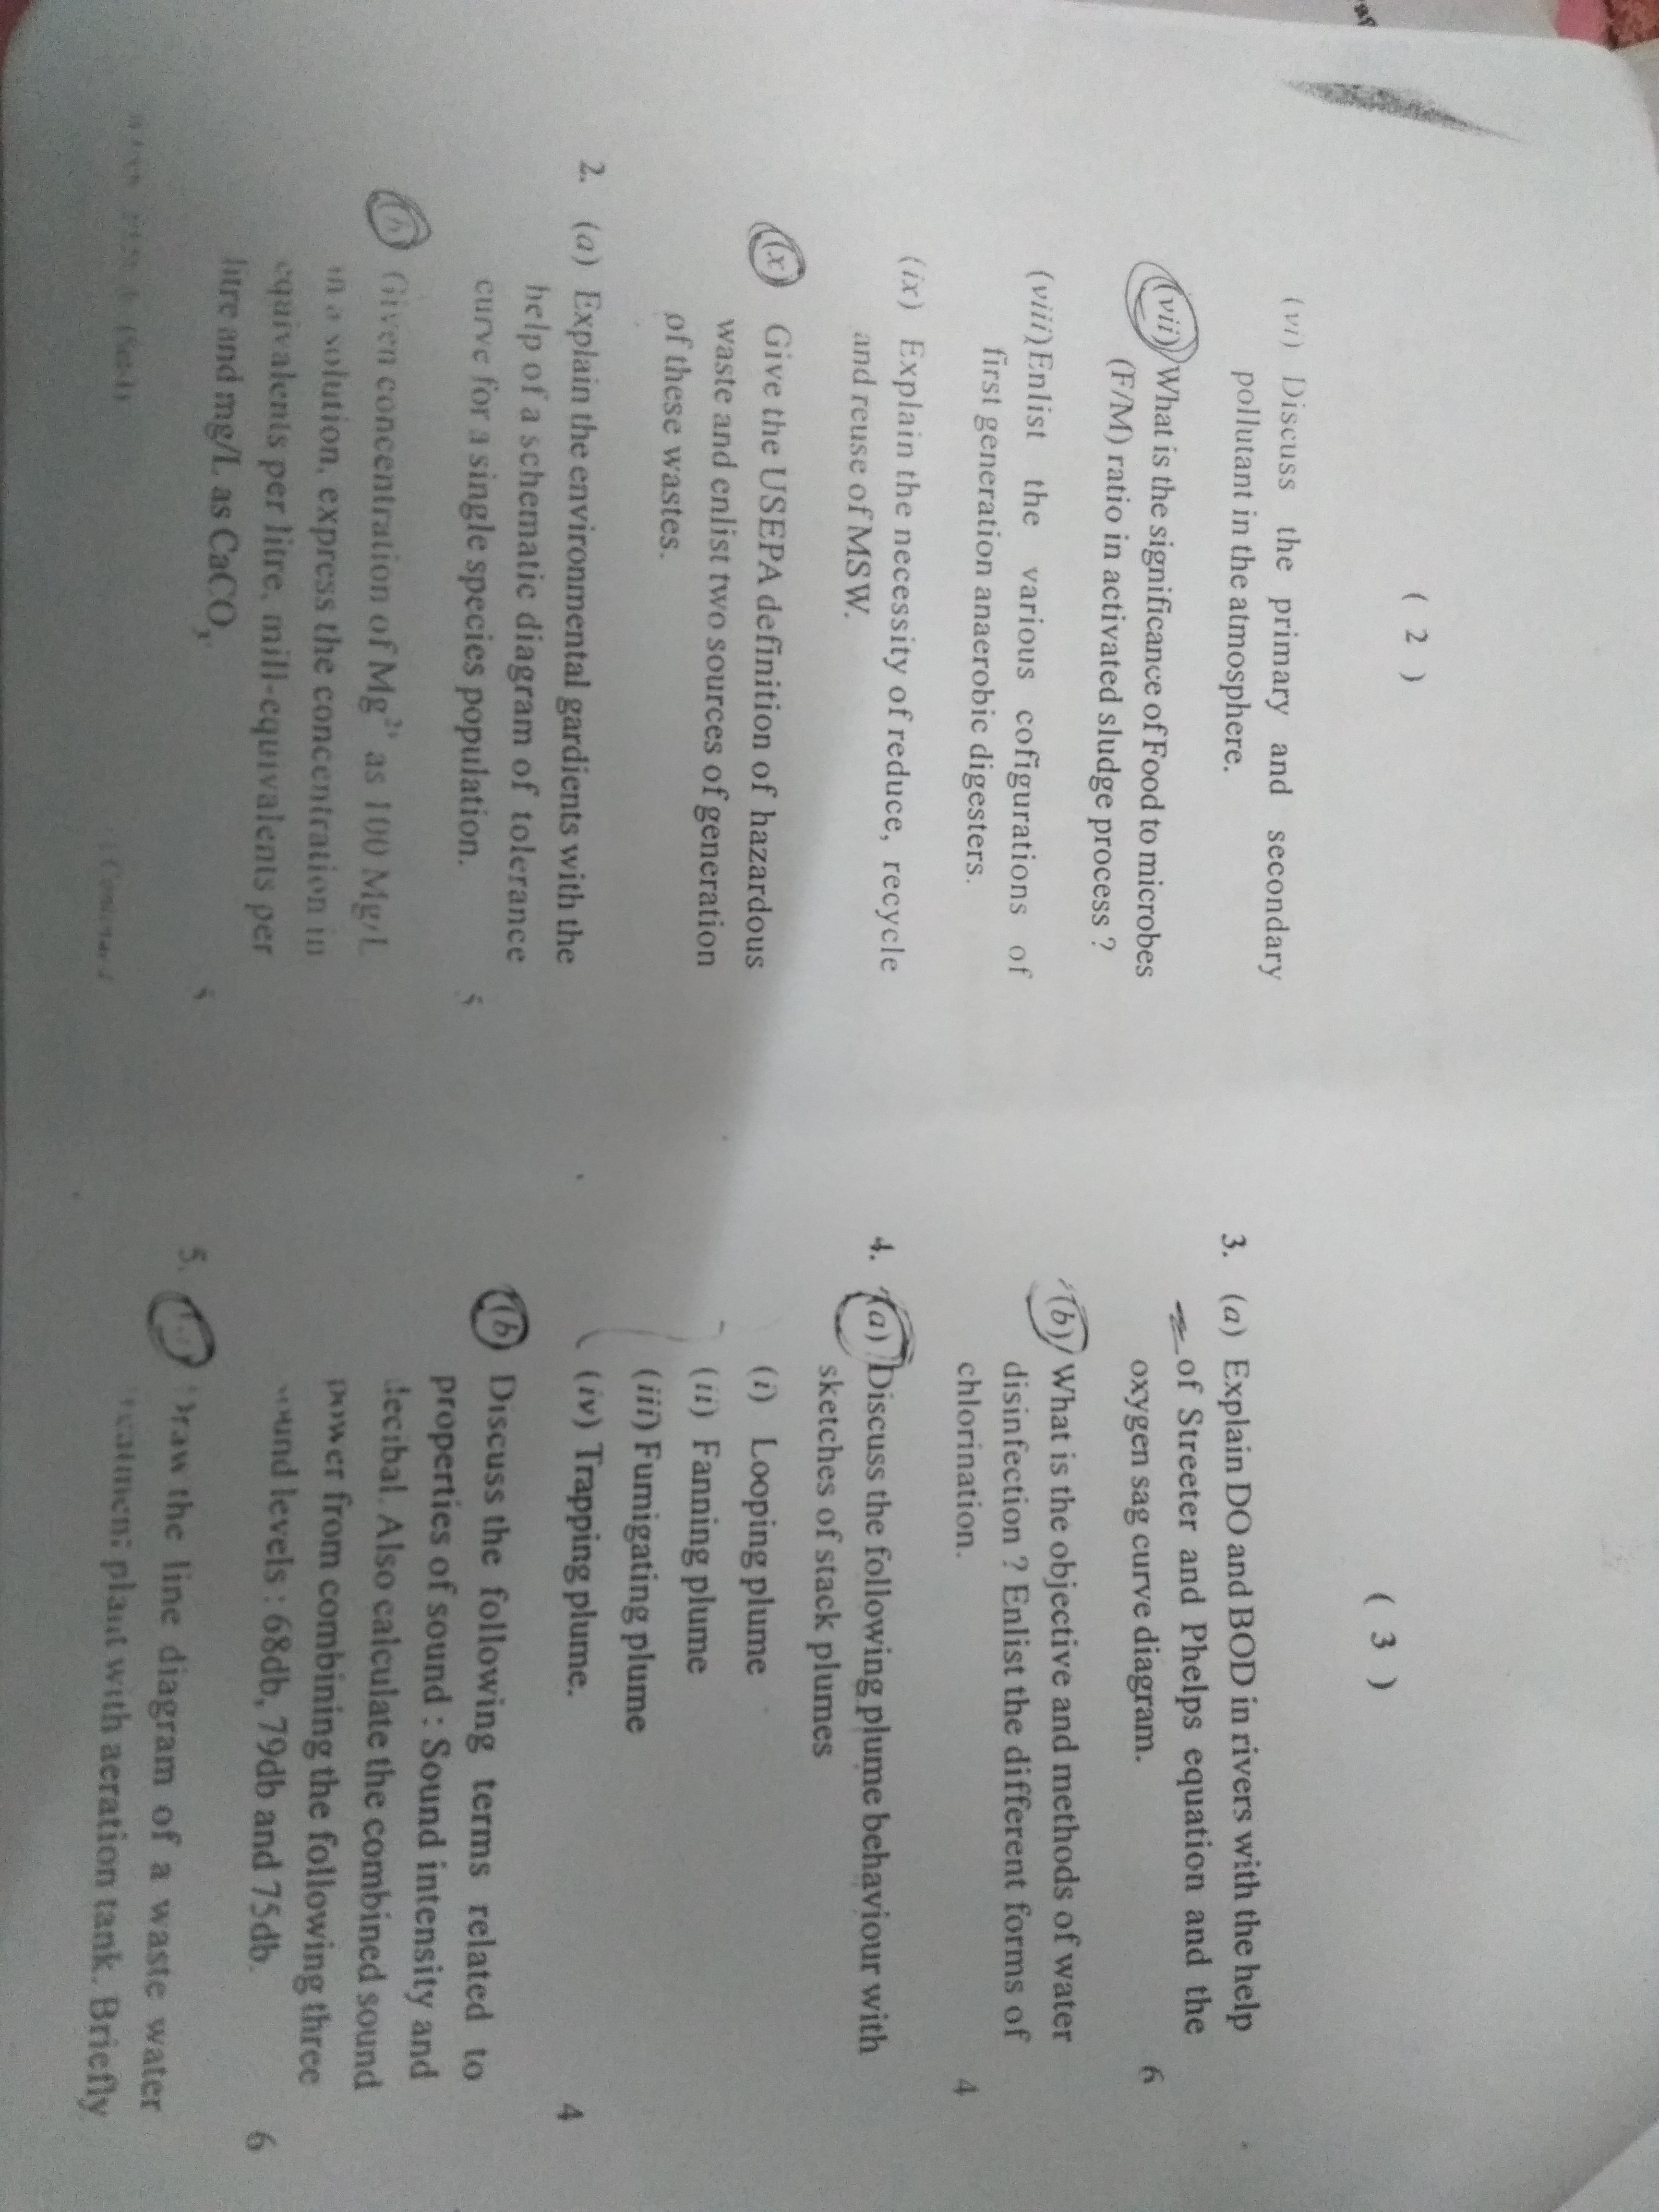 ( 2 )
(vi) Discuss the primary and secondary
pollutant in the atmosphere.
(vii) What is the significance of Food to microbes
(F/M) ratio in activated sludge process ?
(viii) Enlist the various cofigurations of
first generation anaerobic digesters.
(ix) Explain the necessity of reduce, recycle
and reuse of MSW.
(x) Give the USEPA definition of hazardous
waste and enlist two sources of generation
of these wastes.
2. (a) Explain the environmental gardients with the
help of a schematic diagram of tolerance
curve for a single species population. 5
(b) Given concentration of Mg2+ as 100 Mg/L
in a solution, express the concentration in
equivalents per litre, mill-equivalents per
litre and mg/L as CaCO3. 5
( 3 )
3. (a) Explain DO and BOD in rivers with the help
of Streeter and Phelps equation and the
oxygen sag curve diagram. 6
(b) What is the objective and methods of water
disinfection ? Enlist the different forms of
chlorination. 4
4. (a) Discuss the following plume behaviour with
sketches of stack plumes
(i) Looping plume
(ii) Fanning plume
(iii) Fumigating plume
(iv) Trapping plume. 4
(b) Discuss the following terms related to
properties of sound : Sound intensity and
decibal. Also calculate the combined sound
power from combining the following three
sound levels : 68db, 79db and 75db. 6
5. Draw the line diagram of a waste water
treatment plant with aeration tank. Briefly